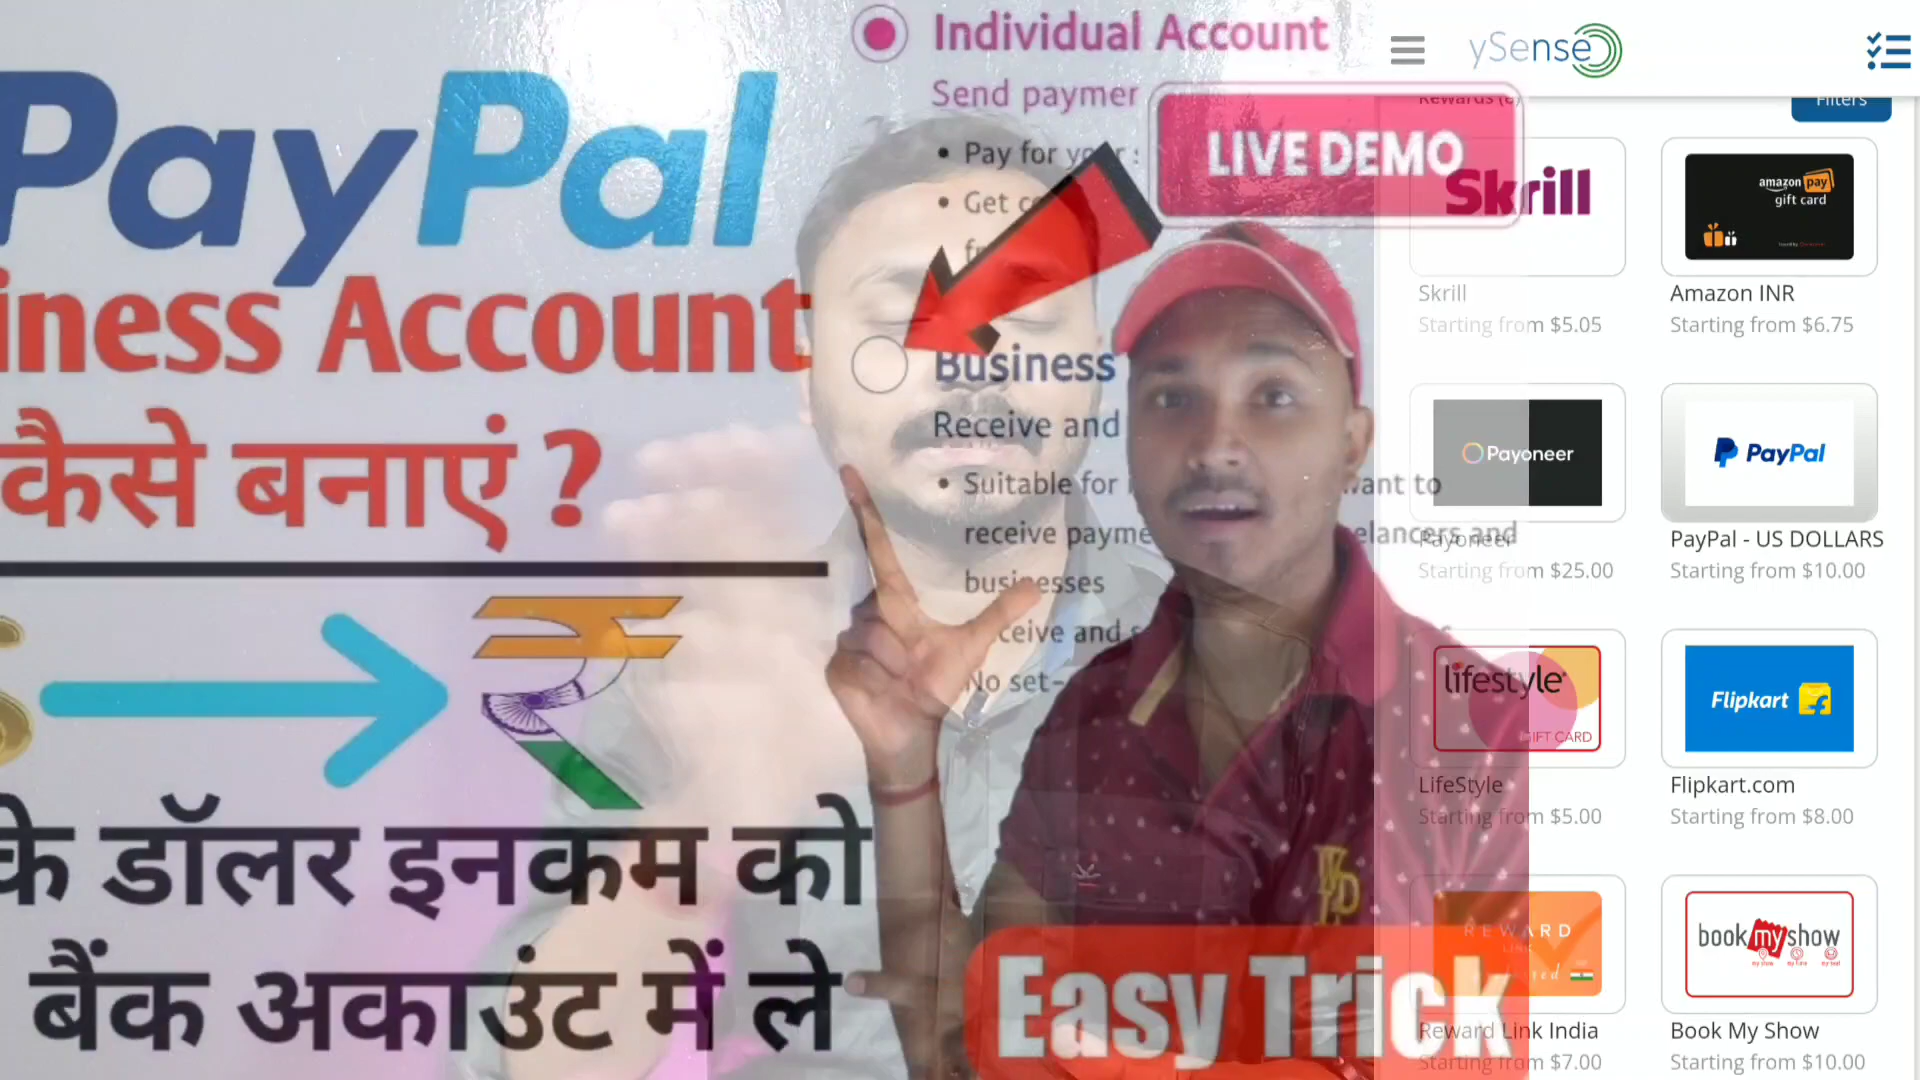 PayPal
iness Account
कैसे बनाएं ?
के डॉलर इनकम को
बैंक अकाउंट में ले
Individual Account
Send paymer
• Pay for your
• Get
Business
Receive and
• Suitable for
want to
receive payme
elancers and
businesses
ceive and s
No set-
LIVE DEMO
Easy Trick
ySense
Rewards (8)
Filters
Skrill
Skrill
Starting from $5.05
amazon pay
gift card
Amazon INR
Starting from $6.75
Payoneer
Payoneer
Starting from $25.00
PayPal
PayPal - US DOLLARS
Starting from $10.00
lifestyle
GIFT CARD
LifeStyle
Starting from $5.00
Flipkart
Flipkart.com
Starting from $8.00
REWARD
LINK
Reward Link India
Starting from $7.00
book my show
Book My Show
Starting from $10.00